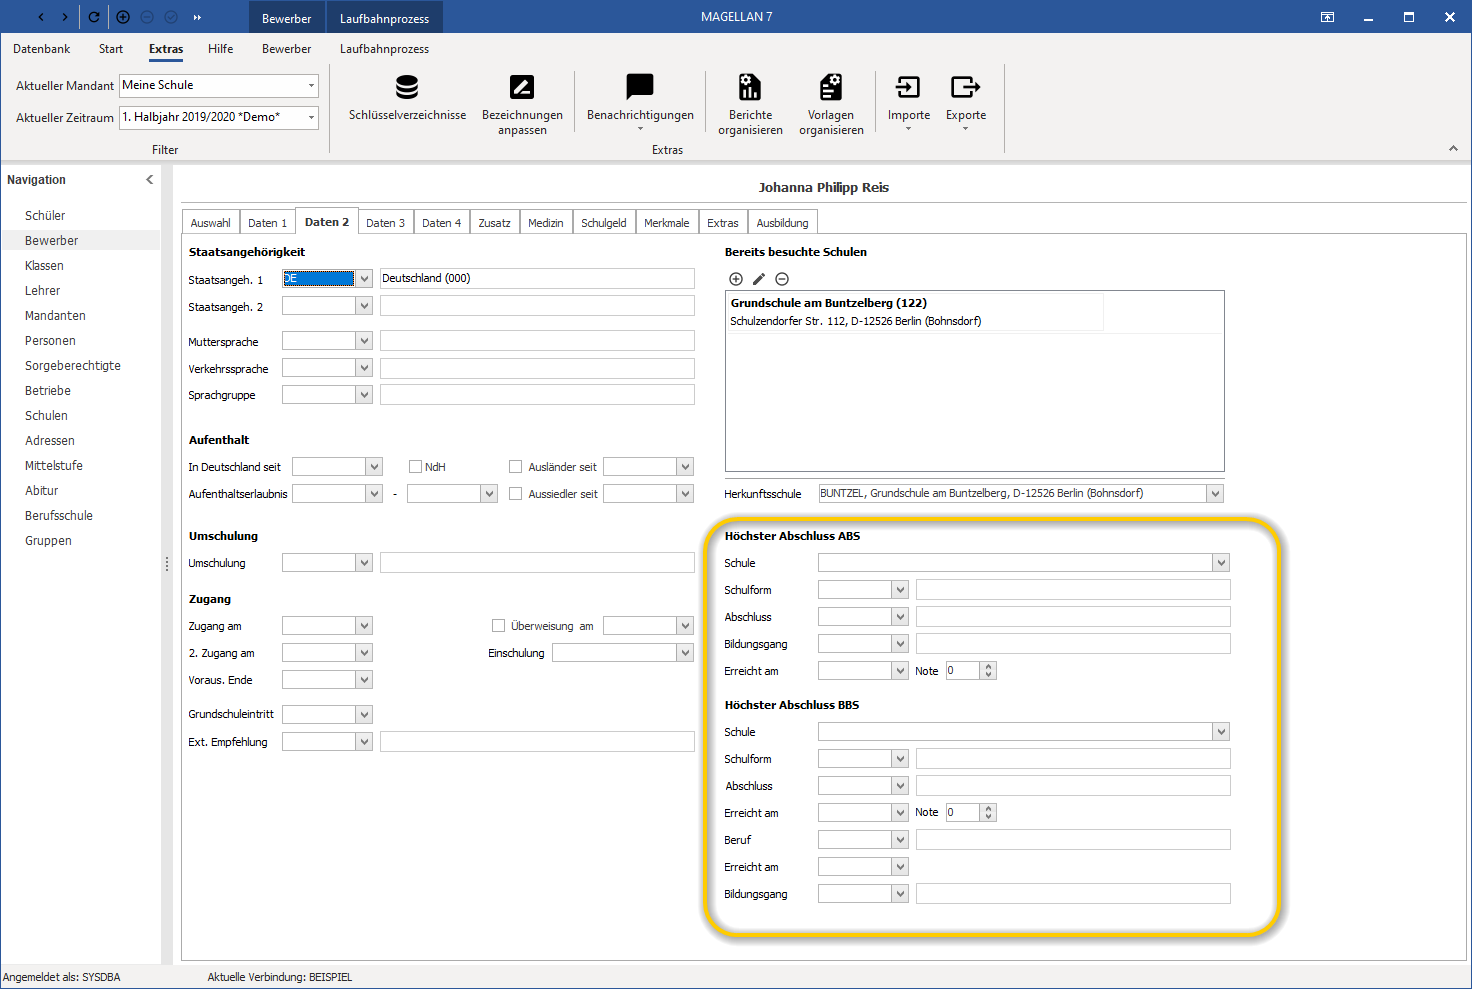 Bewerber Laufbahnprozess MAGELLAN 7
Datenbank Start Extras Hilfe Bewerber Laufbahnprozess
Aktueller Mandant Meine Schule
Aktueller Zeitraum 1. Halbjahr 2019/2020 *Demo*
Filter
Schlüsselverzeichnisse
Bezeichnungen
anpassen
Benachrichtigungen
Berichte
organisieren
Vorlagen
organisieren
Importe
Exporte
Extras
Navigation
Schüler
Bewerber
Klassen
Lehrer
Mandanten
Personen
Sorgeberechtigte
Betriebe
Schulen
Adressen
Mittelstufe
Abitur
Berufsschule
Gruppen
Johanna Philipp Reis
Auswahl Daten 1 Daten 2 Daten 3 Daten 4 Zusatz Medizin Schulgeld Merkmale Extras Ausbildung
Staatsangehörigkeit
Staatsangeh. 1 DE Deutschland (000)
Staatsangeh. 2
Muttersprache
Verkehrssprache
Sprachgruppe
Aufenthalt
In Deutschland seit NdH Ausländer seit
Aufenthaltserlaubnis - Aussiedler seit
Umschulung
Umschulung
Zugang
Zugang am Überweisung am
2. Zugang am Einschulung
Voraus. Ende
Grundschuleintritt
Ext. Empfehlung
Bereits besuchte Schulen
Grundschule am Buntzelberg (122)
Schulzendorfer Str. 112, D-12526 Berlin (Bohnsdorf)
Herkunftsschule BUNTZEL, Grundschule am Buntzelberg, D-12526 Berlin (Bohnsdorf)
Höchster Abschluss ABS
Schule
Schulform
Abschluss
Bildungsgang
Erreicht am Note 0
Höchster Abschluss BBS
Schule
Schulform
Abschluss
Erreicht am Note 0
Beruf
Erreicht am
Bildungsgang
Angemeldet als: SYSDBA Aktuelle Verbindung: BEISPIEL